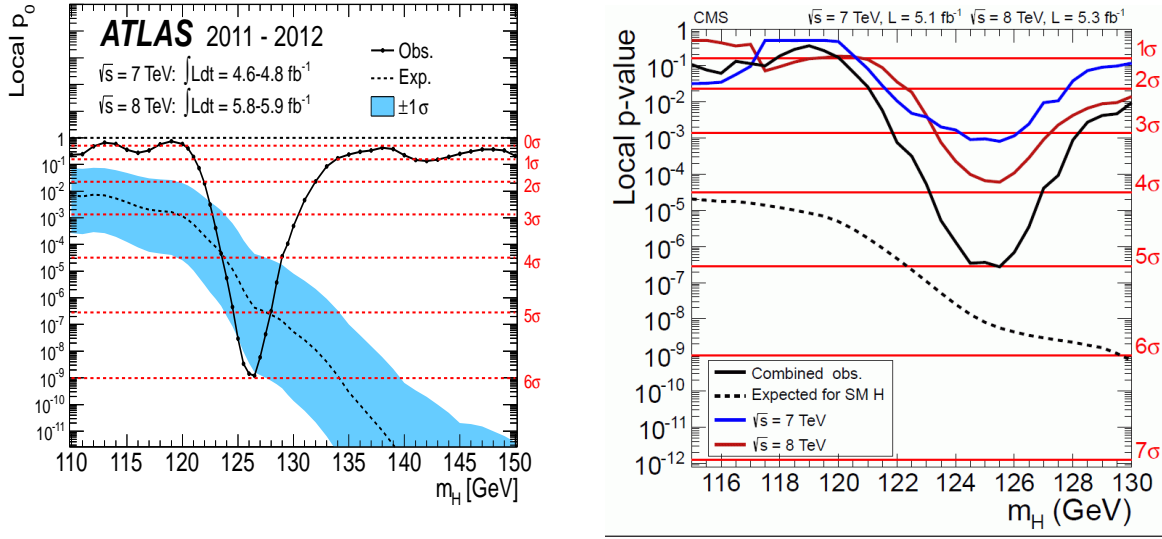 ATLAS 2011 - 2012
√s = 7 TeV: ∫Ldt = 4.6-4.8 fb⁻¹
√s = 8 TeV: ∫Ldt = 5.8-5.9 fb⁻¹
Obs.
Exp.
±1σ
Local p₀
1
10⁻¹
10⁻²
10⁻³
10⁻⁴
10⁻⁵
10⁻⁶
10⁻⁷
10⁻⁸
10⁻⁹
10⁻¹⁰
10⁻¹¹
0σ
1σ
2σ
3σ
4σ
5σ
6σ
110 115 120 125 130 135 140 145 150
m_H [GeV]
CMS √s = 7 TeV, L = 5.1 fb⁻¹ √s = 8 TeV, L = 5.3 fb⁻¹
Local p-value
1
10⁻¹
10⁻²
10⁻³
10⁻⁴
10⁻⁵
10⁻⁶
10⁻⁷
10⁻⁸
10⁻⁹
10⁻¹⁰
10⁻¹¹
10⁻¹²
1σ
2σ
3σ
4σ
5σ
6σ
7σ
Combined obs.
Expected for SM H
√s = 7 TeV
√s = 8 TeV
116 118 120 122 124 126 128 130
m_H (GeV)